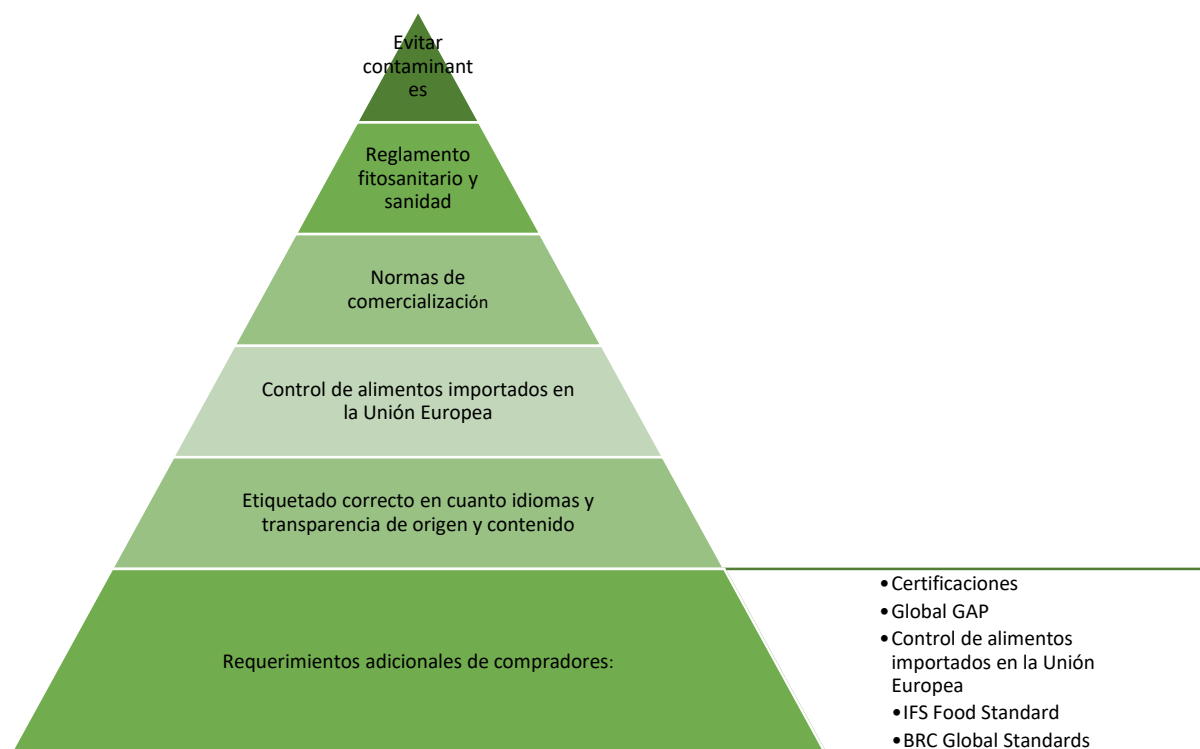 Evitar
contaminant
es
Reglamento
fitosanitario y
sanidad
Normas de
comercialización
Control de alimentos importados en
la Unión Europea
Etiquetado correcto en cuanto idiomas y
transparencia de origen y contenido
Requerimientos adicionales de compradores:
•Certificaciones
•Global GAP
•Control de alimentos
importados en la Unión
Europea
•IFS Food Standard
•BRC Global Standards